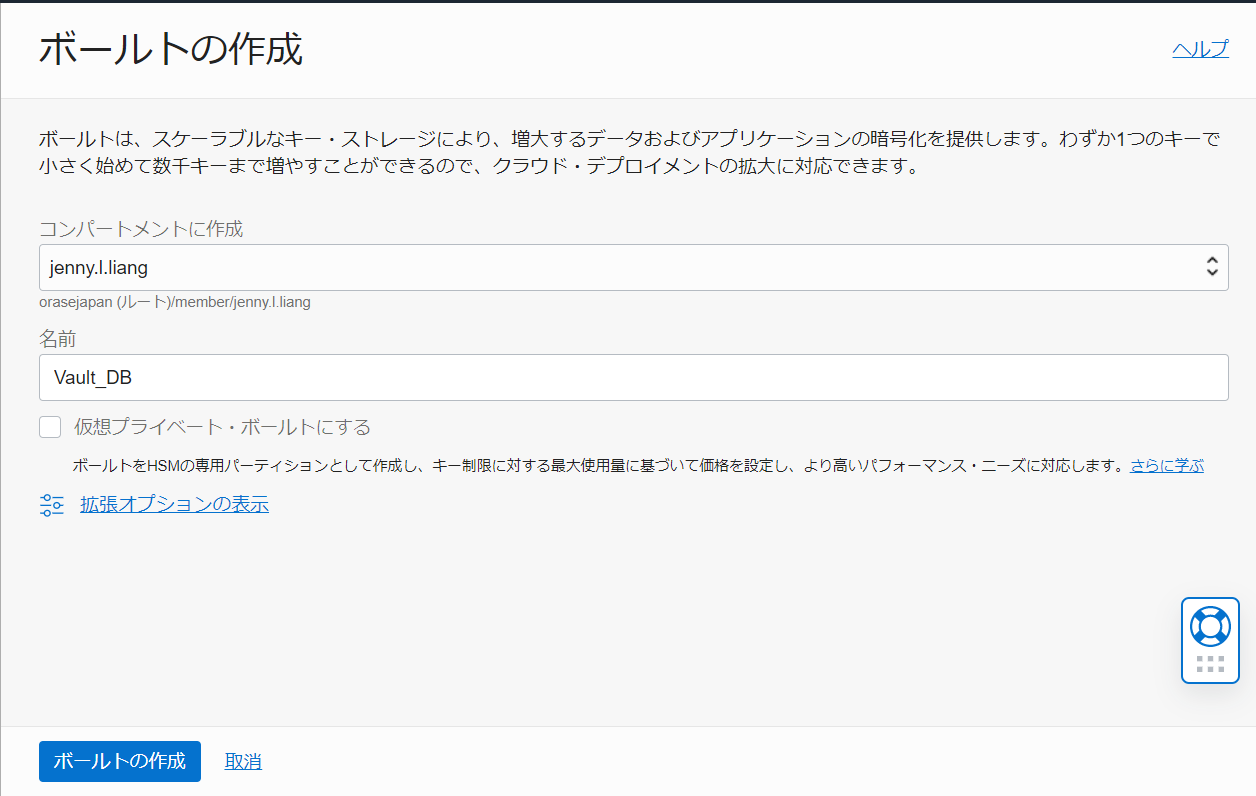 ボールトの作成
ヘルプ
ボールトは、スケーラブルなキー・ストレージにより、増大するデータおよびアプリケーションの暗号化を提供します。わずか1つのキーで
小さく始めて数千キーまで増やすことができるので、クラウド・デプロイメントの拡大に対応できます。
コンパートメントに作成
jenny.l.liang
orasejapan (ルート)/member/jenny.l.liang
名前
Vault_DB
仮想プライベート・ボールトにする
ボールトをHSMの専用パーティションとして作成し、キー制限に対する最大使用量に基づいて価格を設定し、より高いパフォーマンス・ニーズに対応します。さらに学ぶ
拡張オプションの表示
ボールトの作成
取消